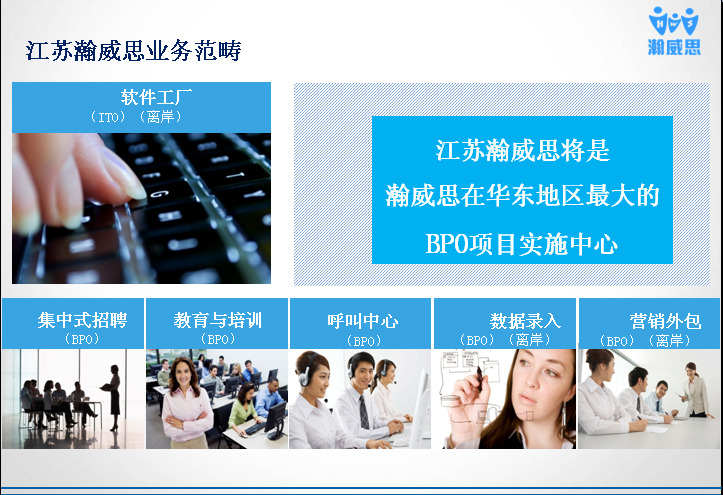 江苏瀚威思业务范畴
HWS
瀚威思
软件工厂
（ITO）（离岸）
江苏瀚威思将是
瀚威思在华东地区最大的
BPO项目实施中心
集中式招聘
（BPO）
教育与培训
（BPO）
呼叫中心
（BPO）
数据录入
（BPO）（离岸）
营销外包
（BPO）（离岸）